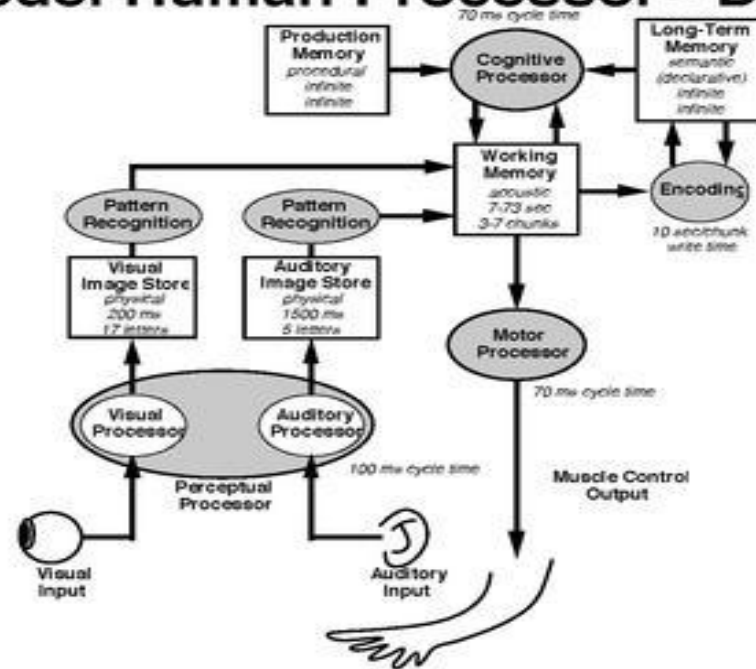 Human Processor
70 ms cycle time
Production
Memory
procedural
infinite
infinite
Cognitive
Processor
Long-Term
Memory
semantic
(declarative)
infinite
infinite
Working
Memory
acoustic
7-73 sec
3-7 chunks
Encoding
10 sec/chunk
write time
Pattern
Recognition
Pattern
Recognition
Visual
Image Store
physical
200 ms
17 letters
Auditory
Image Store
physical
1500 ms
5 letters
Motor
Processor
70 ms cycle time
Visual
Processor
Auditory
Processor
100 ms cycle time
Perceptual
Processor
Muscle Control
Output
Visual
Input
Auditory
Input